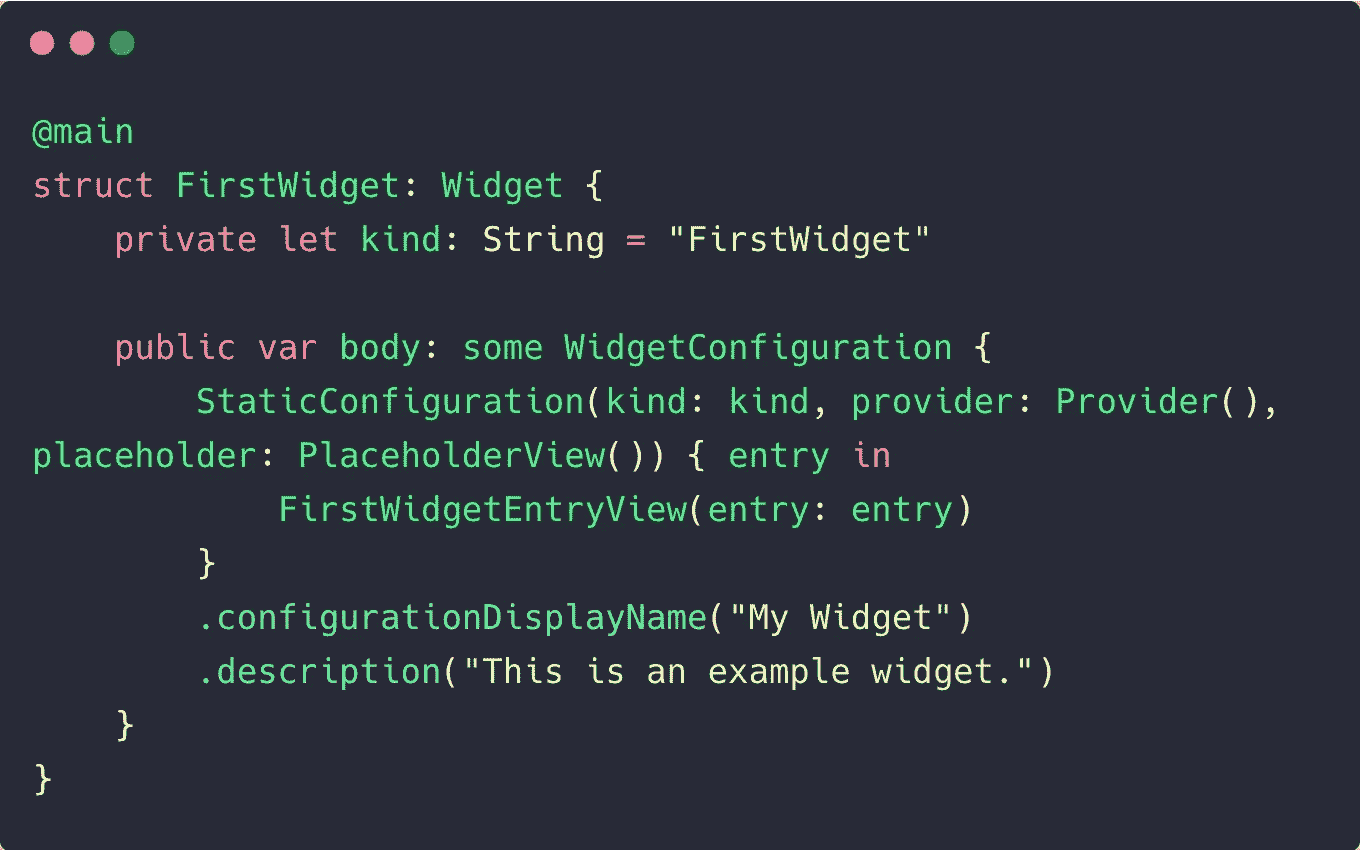 @main
struct FirstWidget: Widget {
    private let kind: String = "FirstWidget"

    public var body: some WidgetConfiguration {
        StaticConfiguration(kind: kind, provider: Provider(),
placeholder: PlaceholderView()) { entry in
            FirstWidgetEntryView(entry: entry)
        }
        .configurationDisplayName("My Widget")
        .description("This is an example widget.")
    }
}